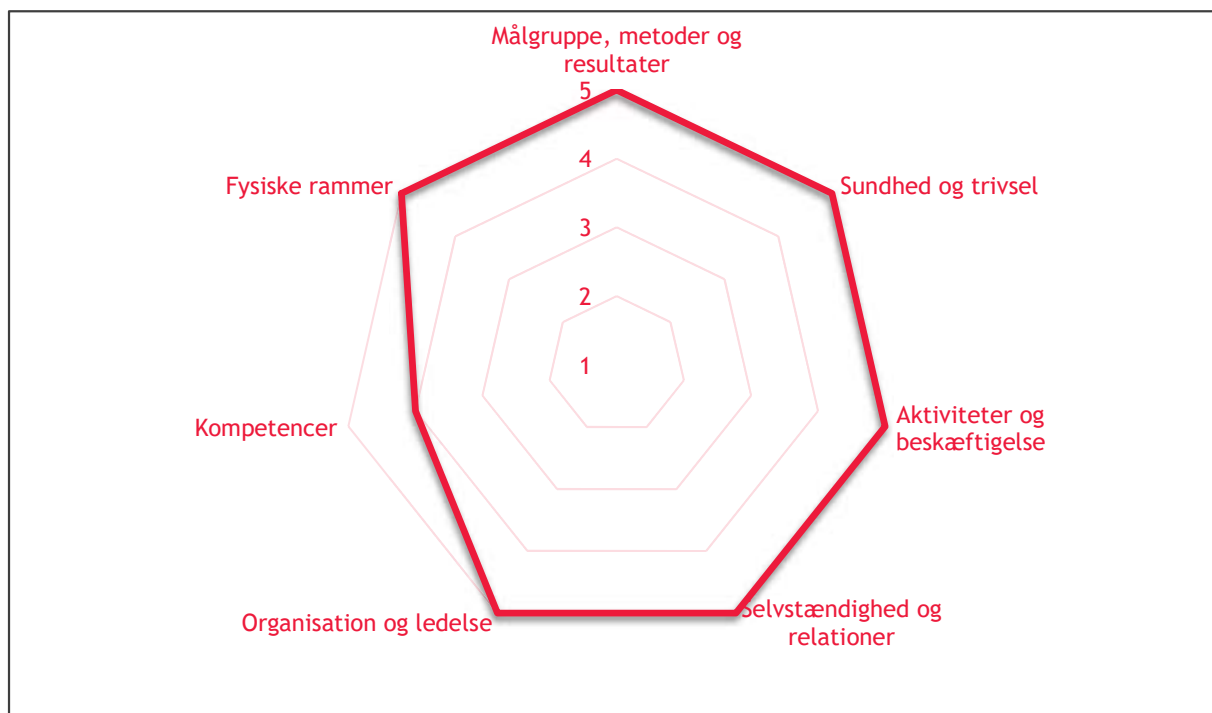 Målgruppe, metoder og
resultater
5
4
Fysiske rammer
Sundhed og trivsel
3
2
1
Kompetencer
Aktiviteter og
beskæftigelse
Organisation og ledelse
Selvstændighed og
relationer